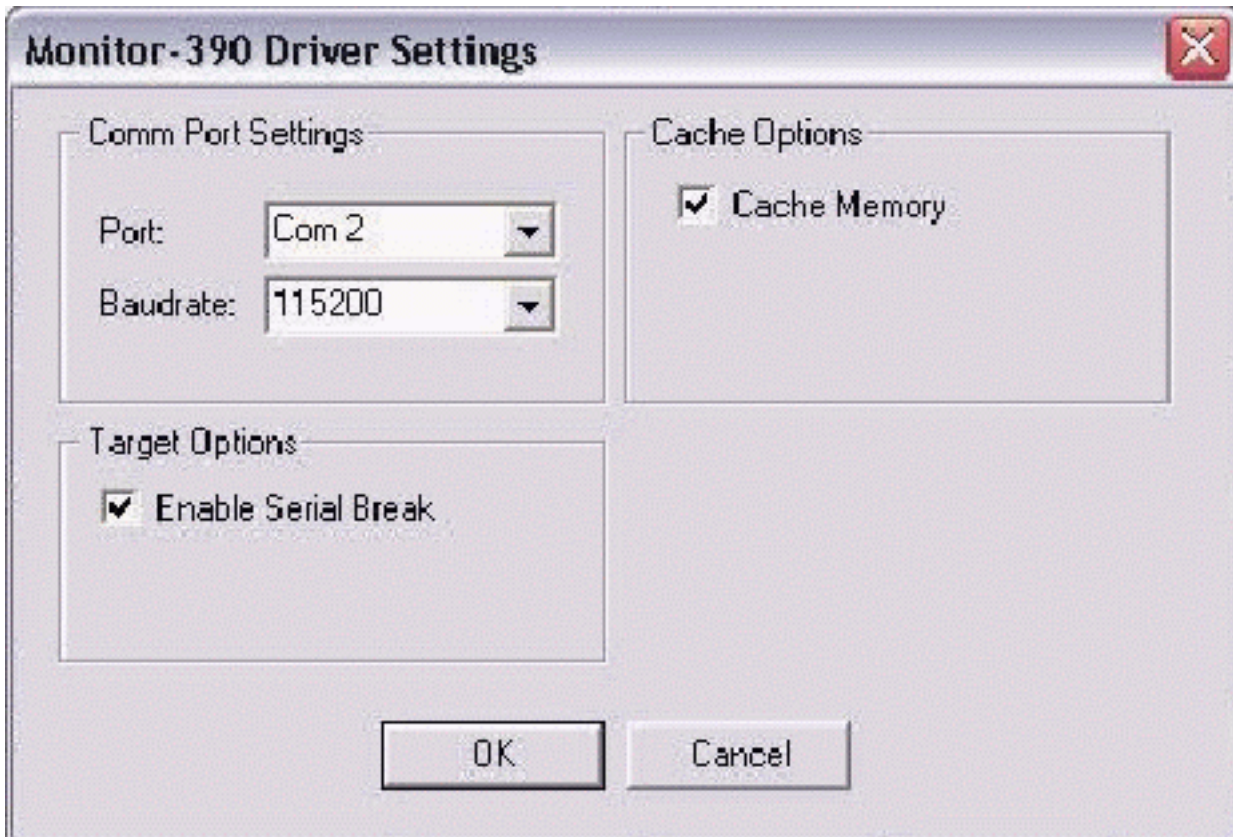 Monitor-390 Driver Settings
Comm Port Settings
Port:
Com 2
Baudrate:
115200
Cache Options
Cache Memory
Target Options
Enable Serial Break
OK
Cancel